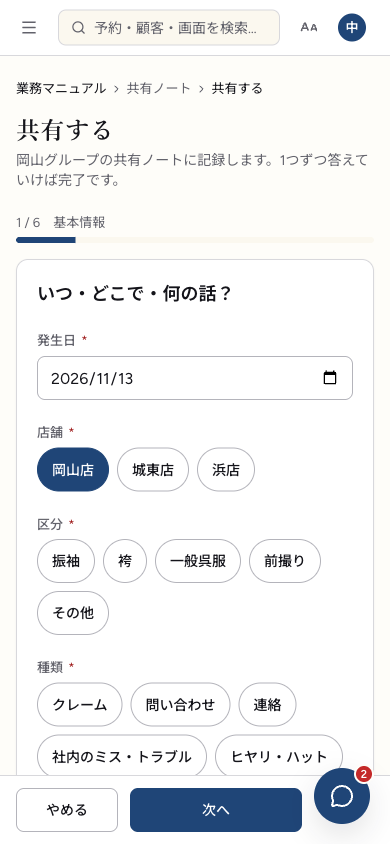 予約・顧客・画面を検索...
AA
中
業務マニュアル › 共有ノート › 共有する
共有する
岡山グループの共有ノートに記録します。1つずつ答えて
いけば完了です。
1 / 6 基本情報
いつ・どこで・何の話？
発生日 *
2026/11/13
店舗 *
岡山店 城東店 浜店
区分 *
振袖 袴 一般呉服 前撮り
その他
種類 *
クレーム 問い合わせ 連絡
社内のミス・トラブル ヒヤリ・ハット
2
やめる 次へ